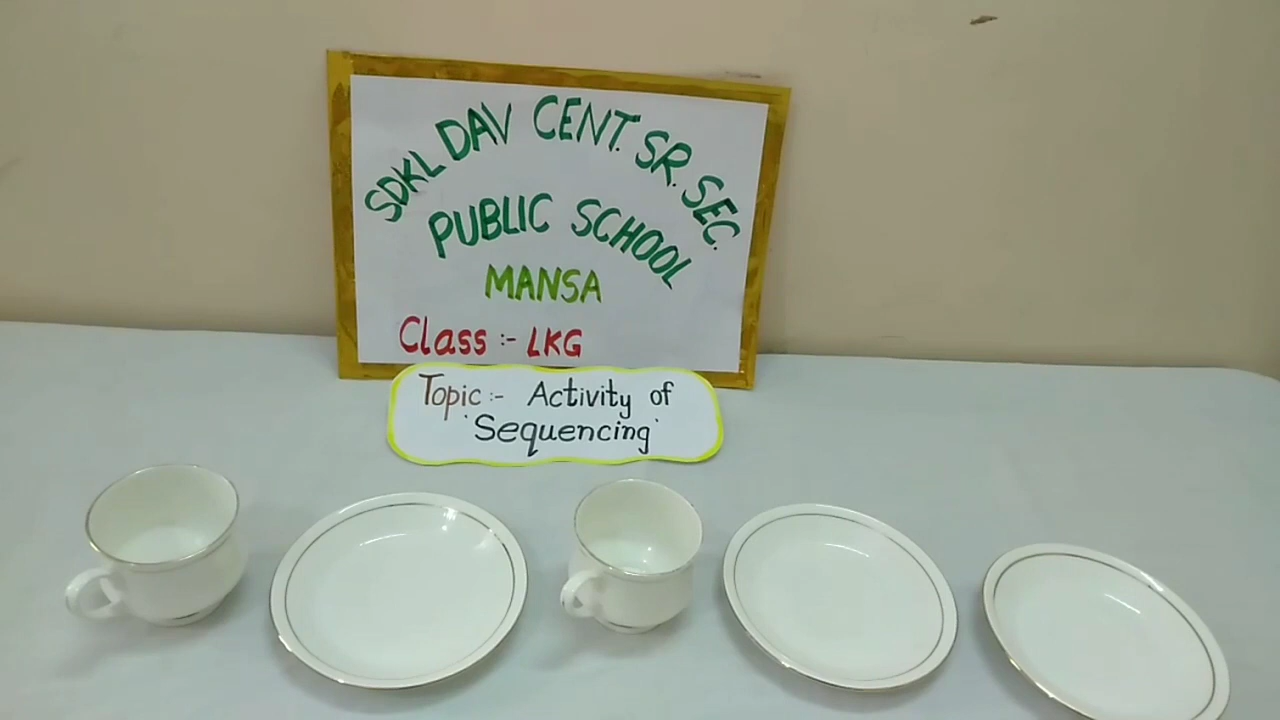 SDKL DAV CENT. SR. SEC.
PUBLIC SCHOOL
MANSA
Class :- LKG
Topic :- Activity of
'Sequencing'